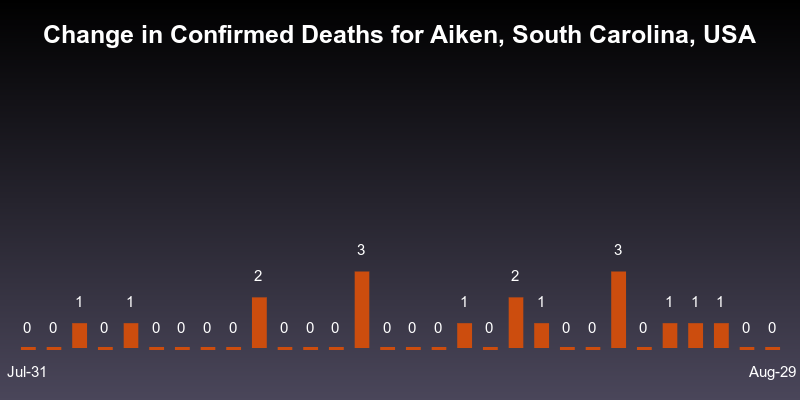 Change in Confirmed Deaths for Aiken, South Carolina, USA
0 0 1 0 1 0 0 0 0 2 0 0 0 3 0 0 0 1 0 2 1 0 0 3 0 1 1 1 0 0
Jul-31 Aug-29